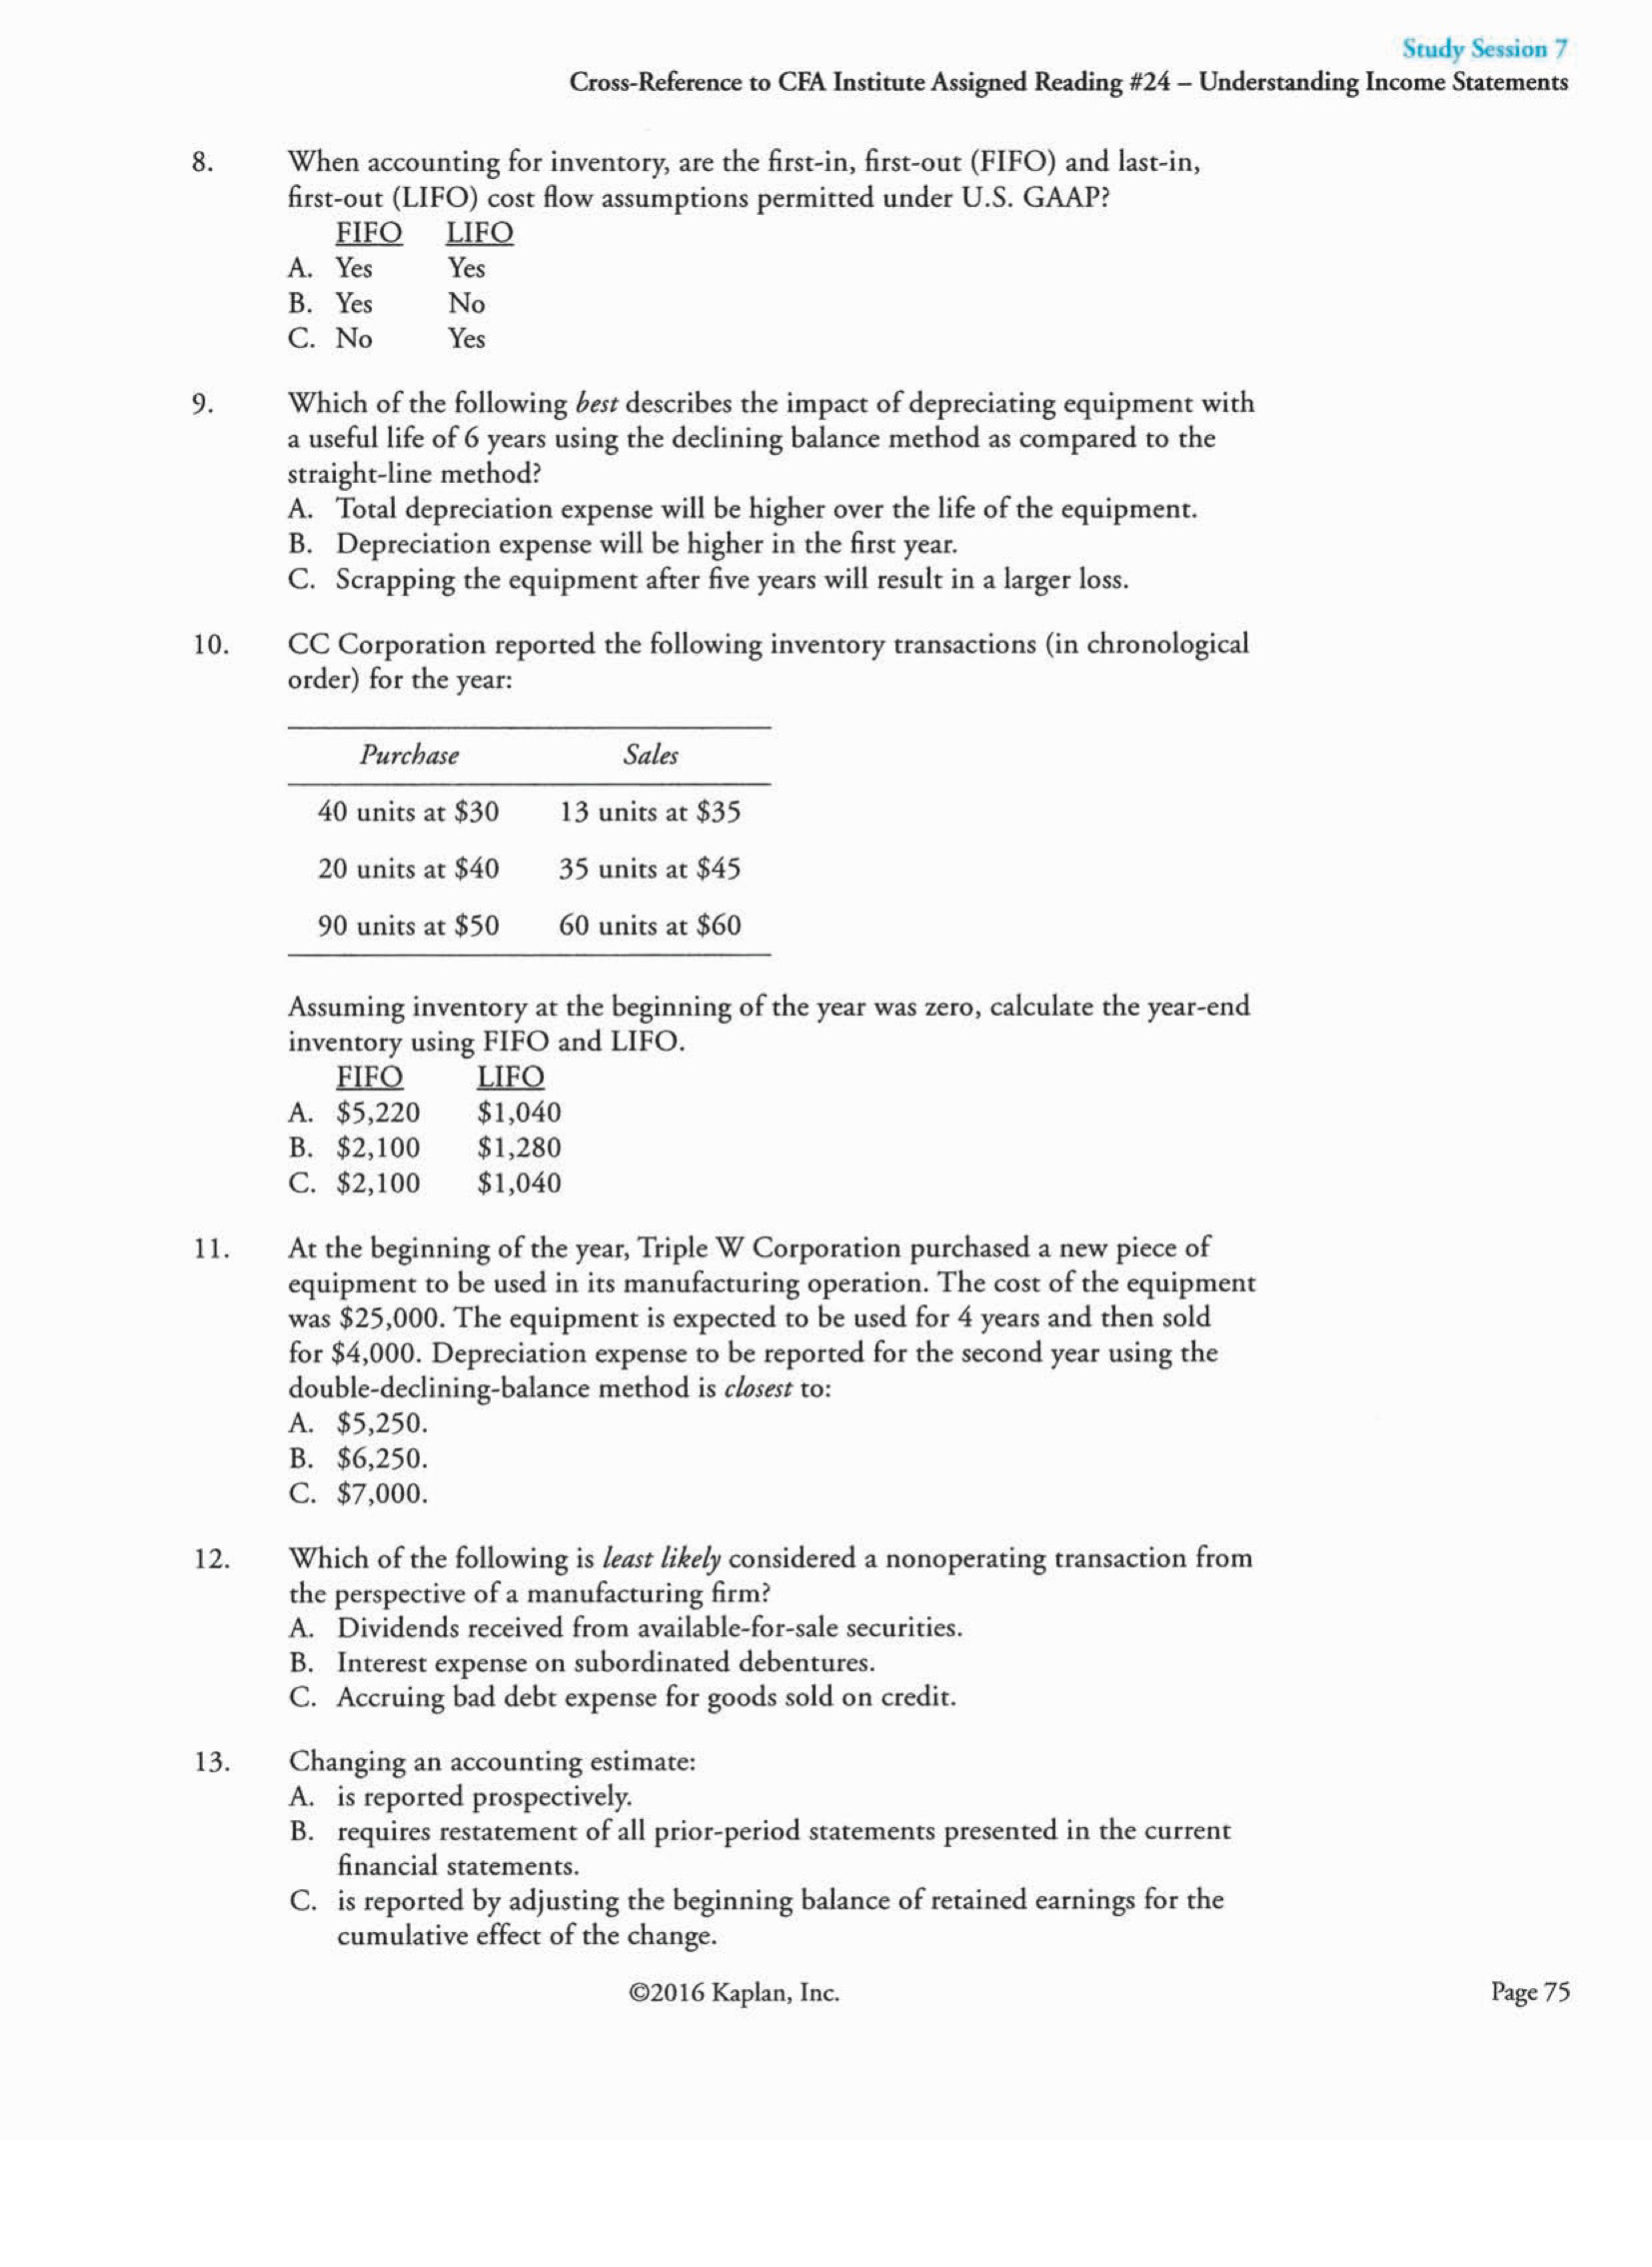 Study Session 7
Cross-Reference to CFA Institute Assigned Reading #24 – Understanding Income Statements
8. When accounting for inventory, are the first-in, first-out (FIFO) and last-in,
first-out (LIFO) cost flow assumptions permitted under U.S. GAAP?
FIFO LIFO
A. Yes Yes
B. Yes No
C. No Yes
9. Which of the following best describes the impact of depreciating equipment with
a useful life of 6 years using the declining balance method as compared to the
straight-line method?
A. Total depreciation expense will be higher over the life of the equipment.
B. Depreciation expense will be higher in the first year.
C. Scrapping the equipment after five years will result in a larger loss.
10. CC Corporation reported the following inventory transactions (in chronological
order) for the year:
Purchase Sales
40 units at $30 13 units at $35
20 units at $40 35 units at $45
90 units at $50 60 units at $60
Assuming inventory at the beginning of the year was zero, calculate the year-end
inventory using FIFO and LIFO.
FIFO LIFO
A. $5,220 $1,040
B. $2,100 $1,280
C. $2,100 $1,040
11. At the beginning of the year, Triple W Corporation purchased a new piece of
equipment to be used in its manufacturing operation. The cost of the equipment
was $25,000. The equipment is expected to be used for 4 years and then sold
for $4,000. Depreciation expense to be reported for the second year using the
double-declining-balance method is closest to:
A. $5,250.
B. $6,250.
C. $7,000.
12. Which of the following is least likely considered a nonoperating transaction from
the perspective of a manufacturing firm?
A. Dividends received from available-for-sale securities.
B. Interest expense on subordinated debentures.
C. Accruing bad debt expense for goods sold on credit.
13. Changing an accounting estimate:
A. is reported prospectively.
B. requires restatement of all prior-period statements presented in the current
financial statements.
C. is reported by adjusting the beginning balance of retained earnings for the
cumulative effect of the change.
©2016 Kaplan, Inc. Page 75